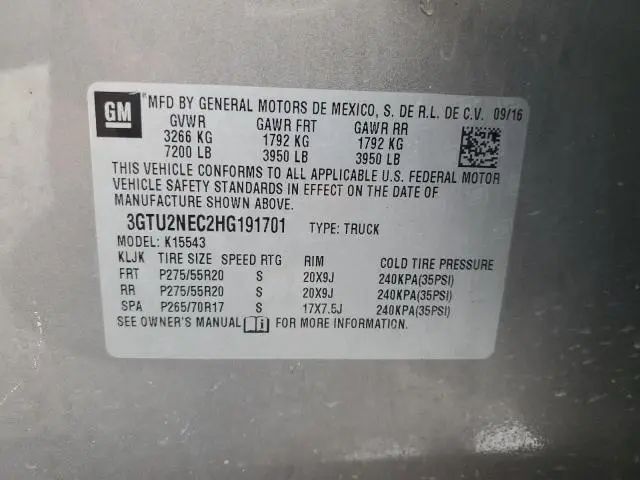 GM
MFD BY GENERAL MOTORS DE MEXICO, S. DE R.L. DE C.V. 09/16
GVWR GAWR FRT GAWR RR
3266 KG 1792 KG 1792 KG
7200 LB 3950 LB 3950 LB
THIS VEHICLE CONFORMS TO ALL APPLICABLE U.S. FEDERAL MOTOR
VEHICLE SAFETY STANDARDS IN EFFECT ON THE DATE OF
MANUFACTURE SHOWN ABOVE.
3GTU2NEC2HG191701 TYPE: TRUCK
MODEL: K15543
KLJK TIRE SIZE SPEED RTG RIM COLD TIRE PRESSURE
FRT P275/55R20 S 20X9J 240KPA(35PSI)
RR P275/55R20 S 20X9J 240KPA(35PSI)
SPA P265/70R17 S 17X7.5J 240KPA(35PSI)
SEE OWNER'S MANUAL FOR MORE INFORMATION.